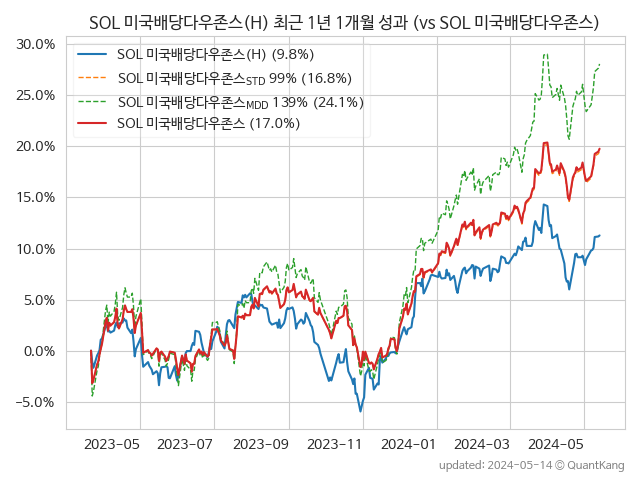 SOL 미국배당다우존스(H) 최근 1년 1개월 성과 (vs SOL 미국배당다우존스)
30.0%
25.0%
20.0%
15.0%
10.0%
5.0%
0.0%
−5.0%
SOL 미국배당다우존스(H) (9.8%)
SOL 미국배당다우존스STD 99% (16.8%)
SOL 미국배당다우존스MDD 139% (24.1%)
SOL 미국배당다우존스 (17.0%)
2023-05 2023-07 2023-09 2023-11 2024-01 2024-03 2024-05
updated: 2024-05-14 © QuantKang